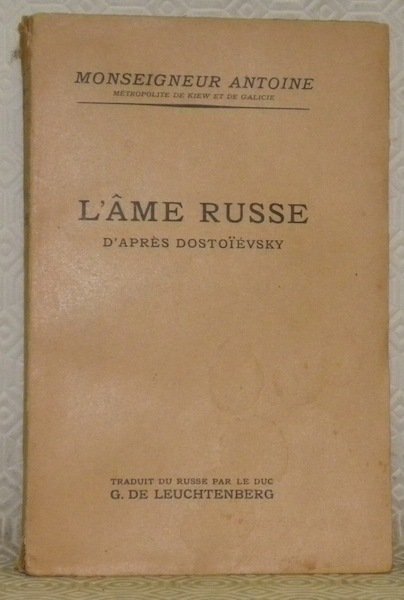 MONSEIGNEUR ANTOINE
MÉTROPOLITE DE KIEW ET DE GALICIE
L'ÂME RUSSE
D'APRÈS DOSTOÏÉVSKY
TRADUIT DU RUSSE PAR LE DUC
G. DE LEUCHTENBERG